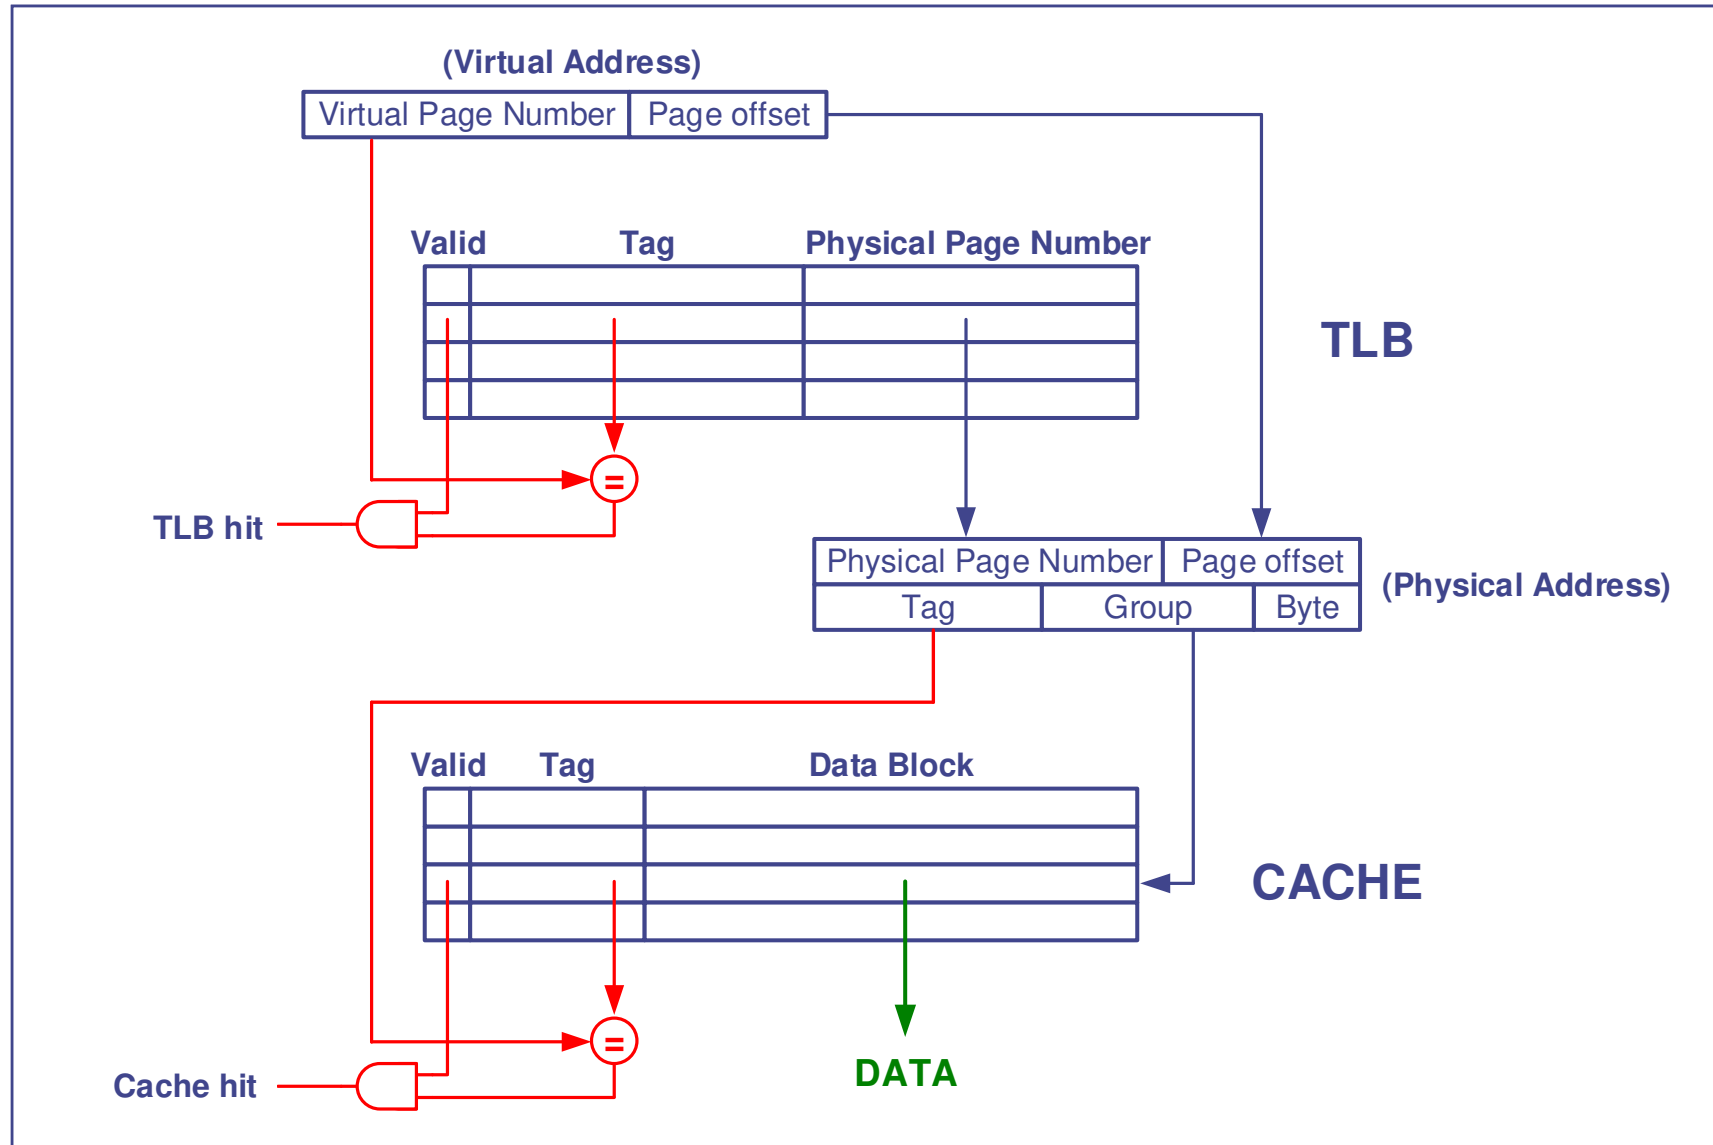 (Virtual Address)
Virtual Page Number Page offset
Valid Tag Physical Page Number
TLB
=
TLB hit
Physical Page Number Page offset
(Physical Address)
Tag Group Byte
Valid Tag Data Block
CACHE
=
DATA
Cache hit